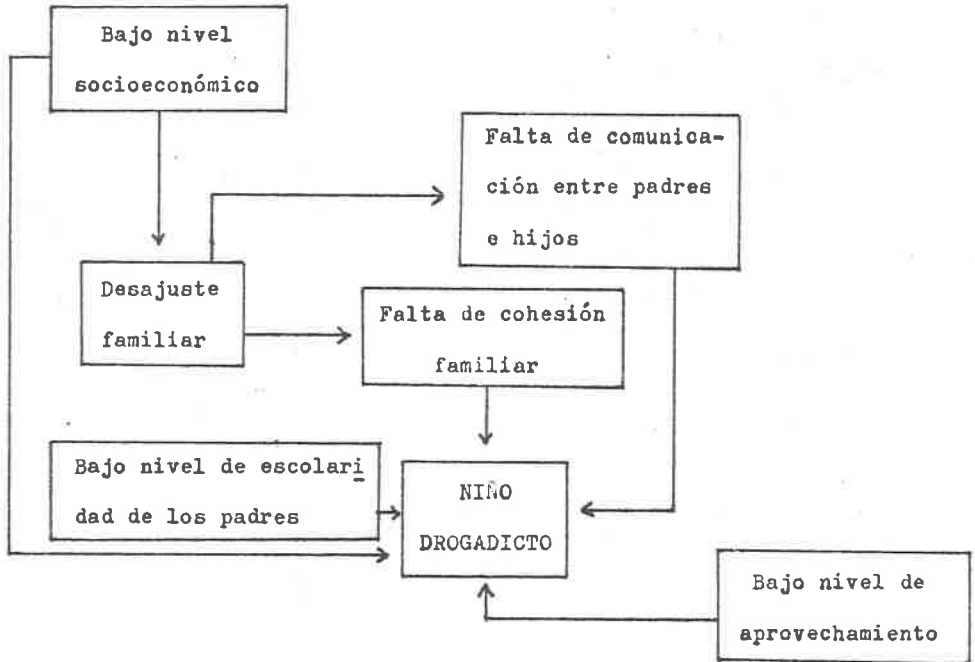 Bajo nivel
socioeconómico
Falta de comunica-
ción entre padres
e hijos
Desajuste
familiar
Falta de cohesión
familiar
Bajo nivel de escolari
dad de los padres
NIÑO
DROGADICTO
Bajo nivel de
aprovechamiento